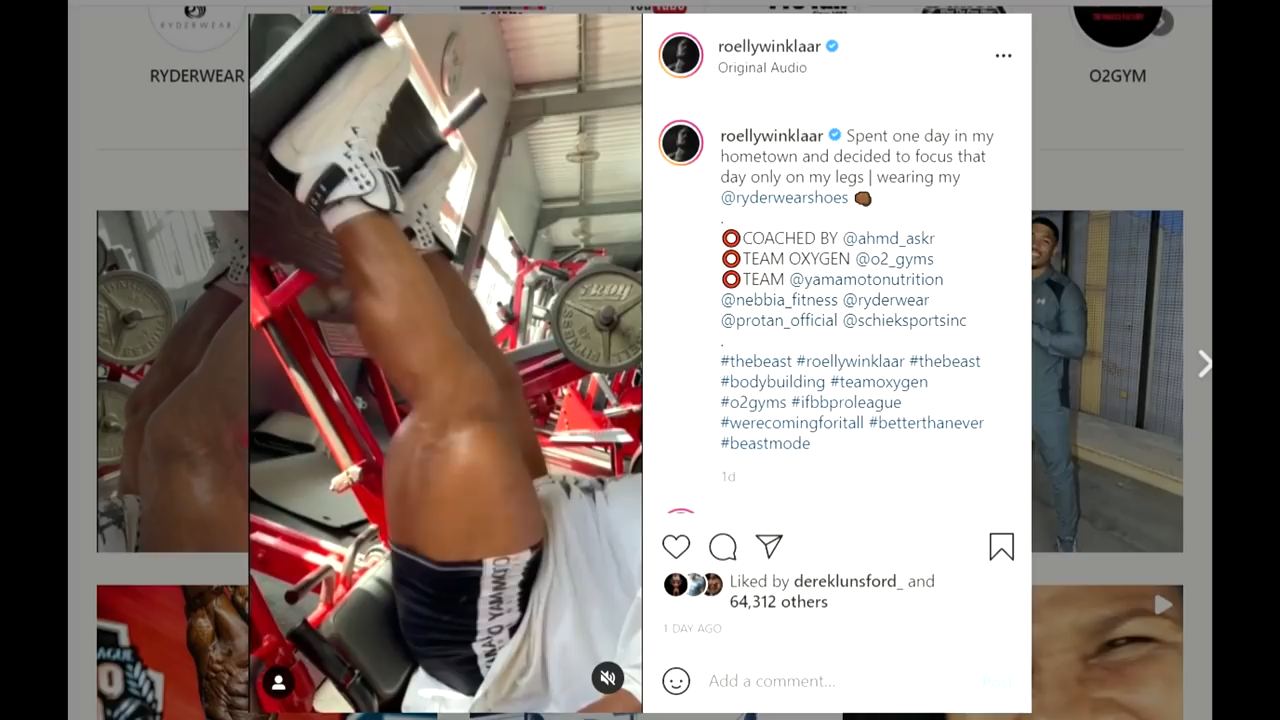 RYDERWEAR
RYDERWEAR
O2GYM
roellywinklaar
Original Audio
roellywinklaar Spent one day in my
hometown and decided to focus that
day only on my legs | wearing my
@ryderwearshoes
.
COACHED BY @ahmd_askr
TEAM OXYGEN @o2_gyms
TEAM @yamamotonutrition
@nebbia_fitness @ryderwear
@protan_official @schieksportsinc
.
#thebeast #roellywinklaar #thebeast
#bodybuilding #teamoxygen
#o2gyms #ifbbproleague
#werecomingforitall #betterthanever
#beastmode
1d
Liked by dereklunsford_ and
64,312 others
1 DAY AGO
Add a comment...
Post
TROY